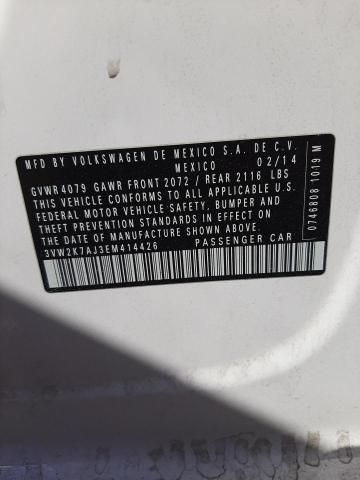 MFD BY VOLKSWAGEN DE MEXICO S.A. DE C.V.
MEXICO 02/14
GVWR 4079 GAWR FRONT 2072 / REAR 2116 LBS
THIS VEHICLE CONFORMS TO ALL APPLICABLE U.S.
FEDERAL MOTOR VEHICLE SAFETY, BUMPER AND
THEFT PREVENTION STANDARDS IN EFFECT ON
THE DATE OF MANUFACTURE SHOWN ABOVE.
3VW2K7AJ3EM414426 PASSENGER CAR
0746808 1019 M